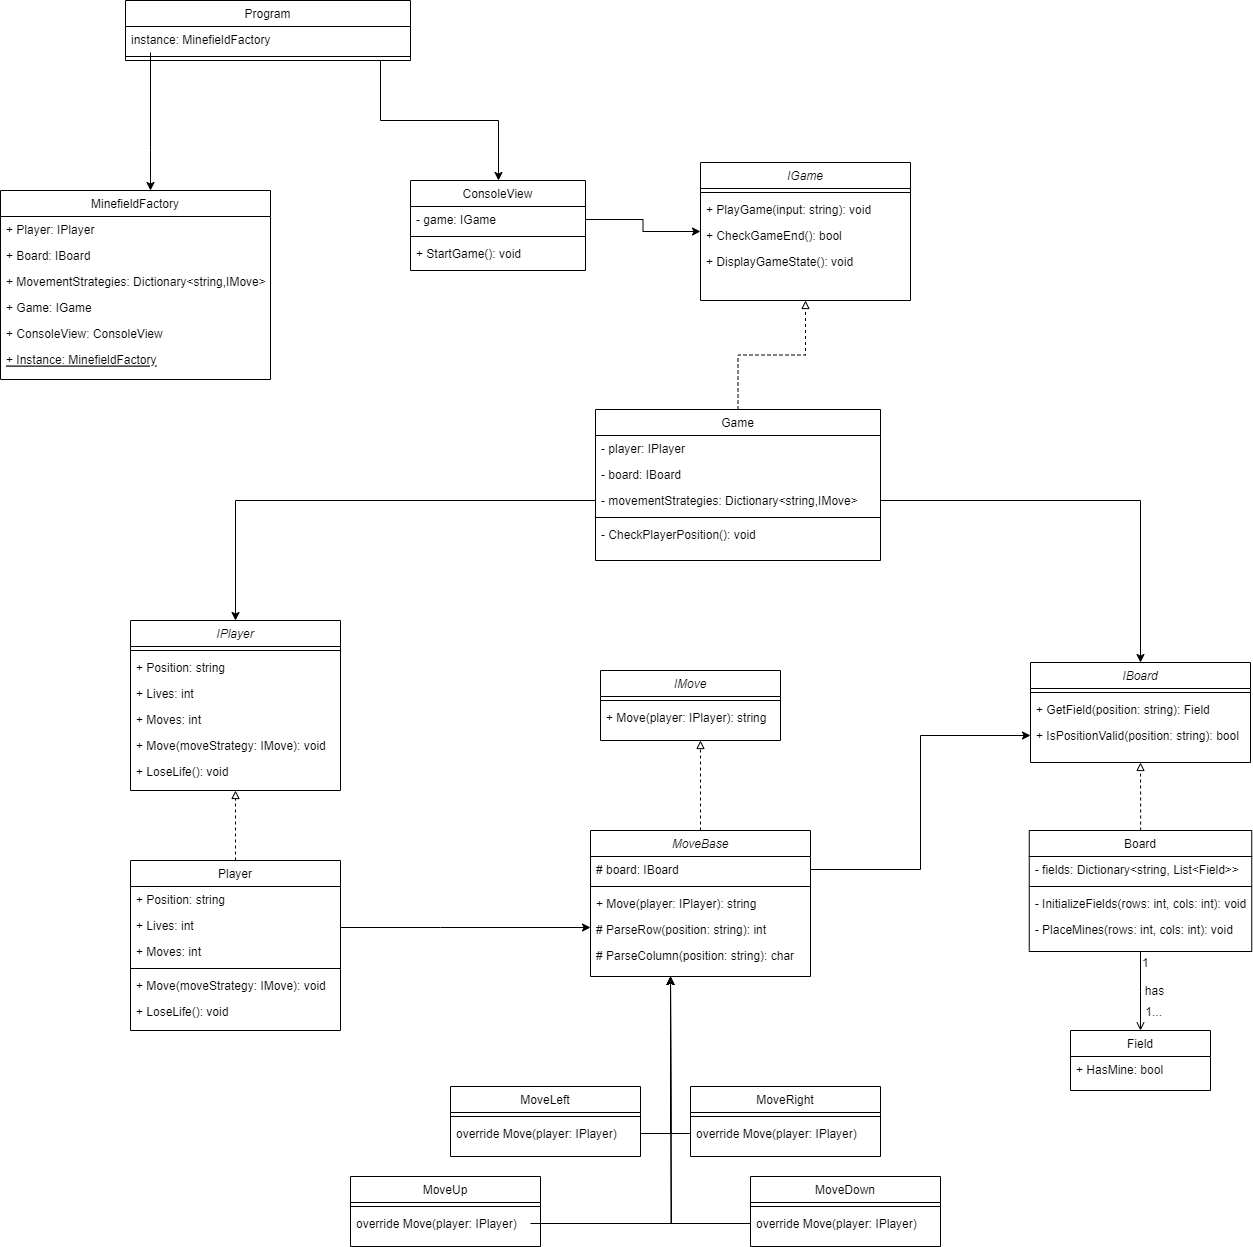 Program
instance: MinefieldFactory
MinefieldFactory
+ Player: IPlayer
+ Board: IBoard
+ MovementStrategies: Dictionary<string,IMove>
+ Game: IGame
+ ConsoleView: ConsoleView
+ Instance: MinefieldFactory
ConsoleView
- game: IGame
+ StartGame(): void
IGame
+ PlayGame(input: string): void
+ CheckGameEnd(): bool
+ DisplayGameState(): void
Game
- player: IPlayer
- board: IBoard
- movementStrategies: Dictionary<string,IMove>
- CheckPlayerPosition(): void
IPlayer
+ Position: string
+ Lives: int
+ Moves: int
+ Move(moveStrategy: IMove): void
+ LoseLife(): void
IMove
+ Move(player: IPlayer): string
IBoard
+ GetField(position: string): Field
+ IsPositionValid(position: string): bool
Player
+ Position: string
+ Lives: int
+ Moves: int
+ Move(moveStrategy: IMove): void
+ LoseLife(): void
MoveBase
# board: IBoard
+ Move(player: IPlayer): string
# ParseRow(position: string): int
# ParseColumn(position: string): char
Board
- fields: Dictionary<string, List<Field>>
- InitializeFields(rows: int, cols: int): void
- PlaceMines(rows: int, cols: int): void
1
has
1...
Field
+ HasMine: bool
MoveLeft
override Move(player: IPlayer)
MoveRight
override Move(player: IPlayer)
MoveUp
override Move(player: IPlayer)
MoveDown
override Move(player: IPlayer)